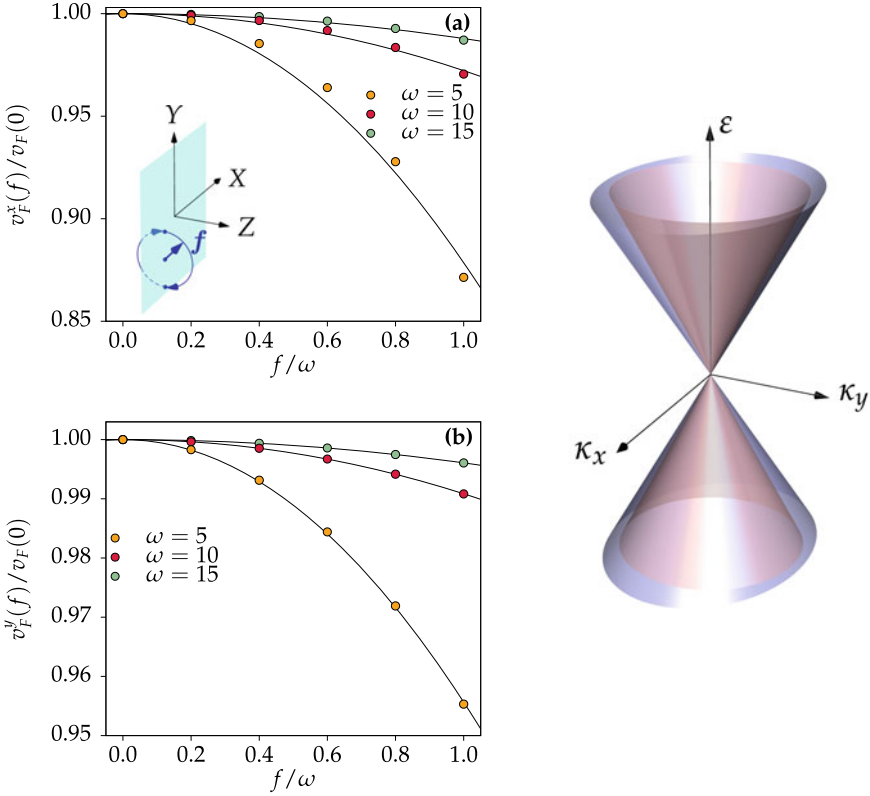 (a)
1.00
0.95
0.90
0.85
v_F^x(f)/v_F(0)
ω = 5
ω = 10
ω = 15
Y
X
Z
f
0.0 0.2 0.4 0.6 0.8 1.0
f/ω
(b)
1.00
0.99
0.98
0.97
0.96
0.95
v_F^y(f)/v_F(0)
ω = 5
ω = 10
ω = 15
0.0 0.2 0.4 0.6 0.8 1.0
f/ω
ε
κ_y
κ_x